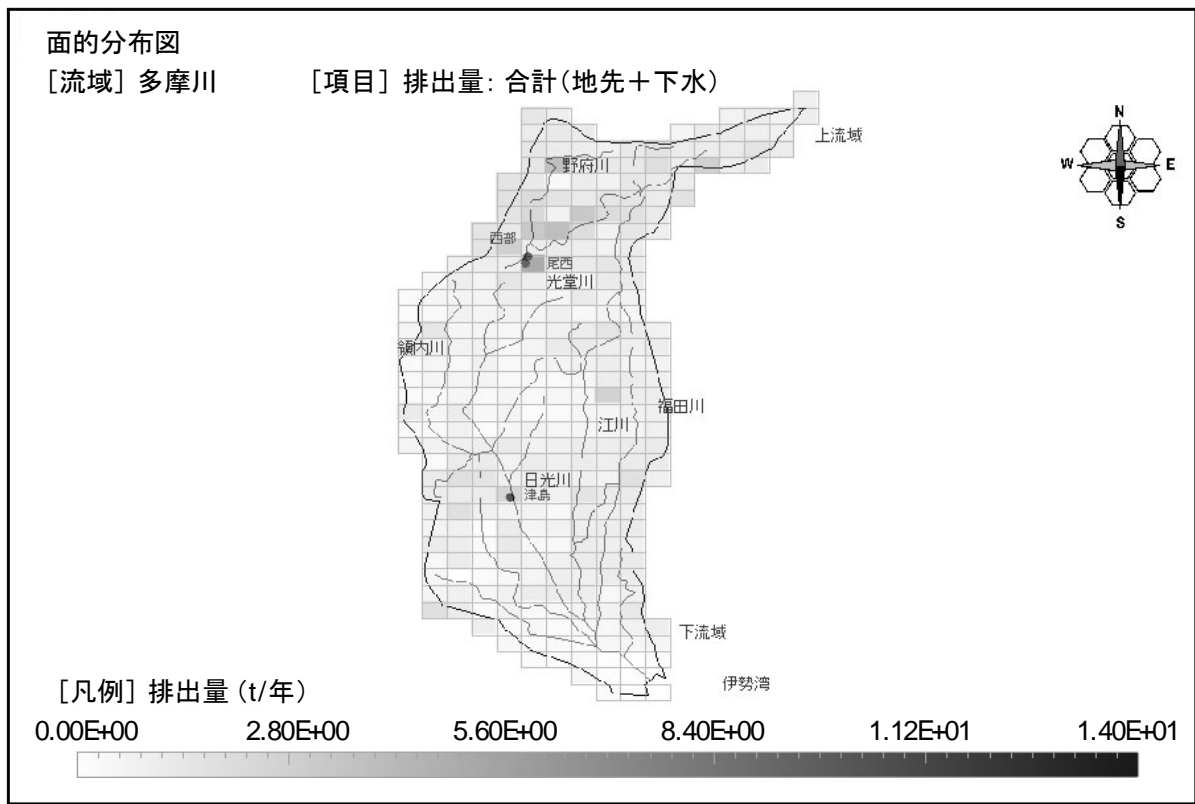 面的分布図
[流域] 多摩川 [項目] 排出量: 合計(地先+下水)
N
W E
S
上流域
野府川
西部
尾西
光堂川
領内川
福田川
江川
日光川
津島
下流域
伊勢湾
[凡例] 排出量 (t/年)
0.00E+00 2.80E+00 5.60E+00 8.40E+00 1.12E+01 1.40E+01